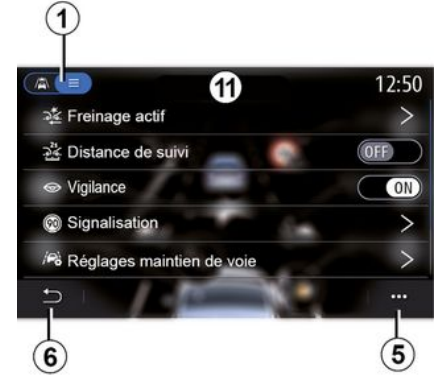 1
11
12:50
Freinage actif
Distance de suivi OFF
Vigilance ON
90 Signalisation
Réglages maintien de voie
6
5